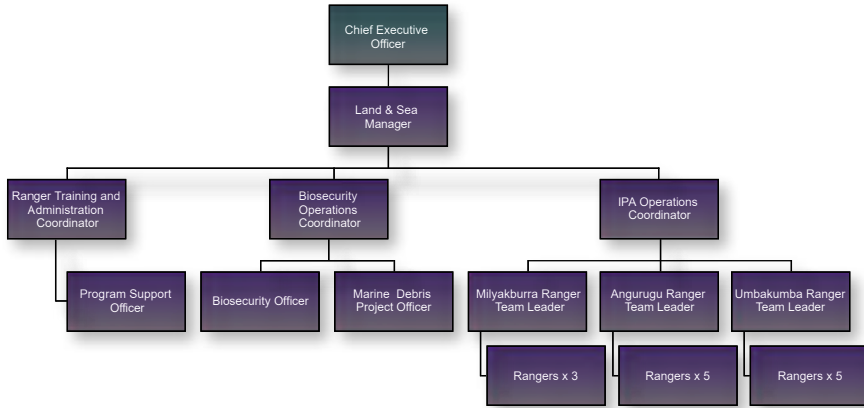 Chief Executive
Officer
Land & Sea
Manager
Ranger Training and
Administration
Coordinator
Biosecurity
Operations
Coordinator
IPA Operations
Coordinator
Program Support
Officer
Biosecurity Officer
Marine Debris
Project Officer
Milyakburra Ranger
Team Leader
Angurugu Ranger
Team Leader
Umbakumba Ranger
Team Leader
Rangers x 3
Rangers x 5
Rangers x 5